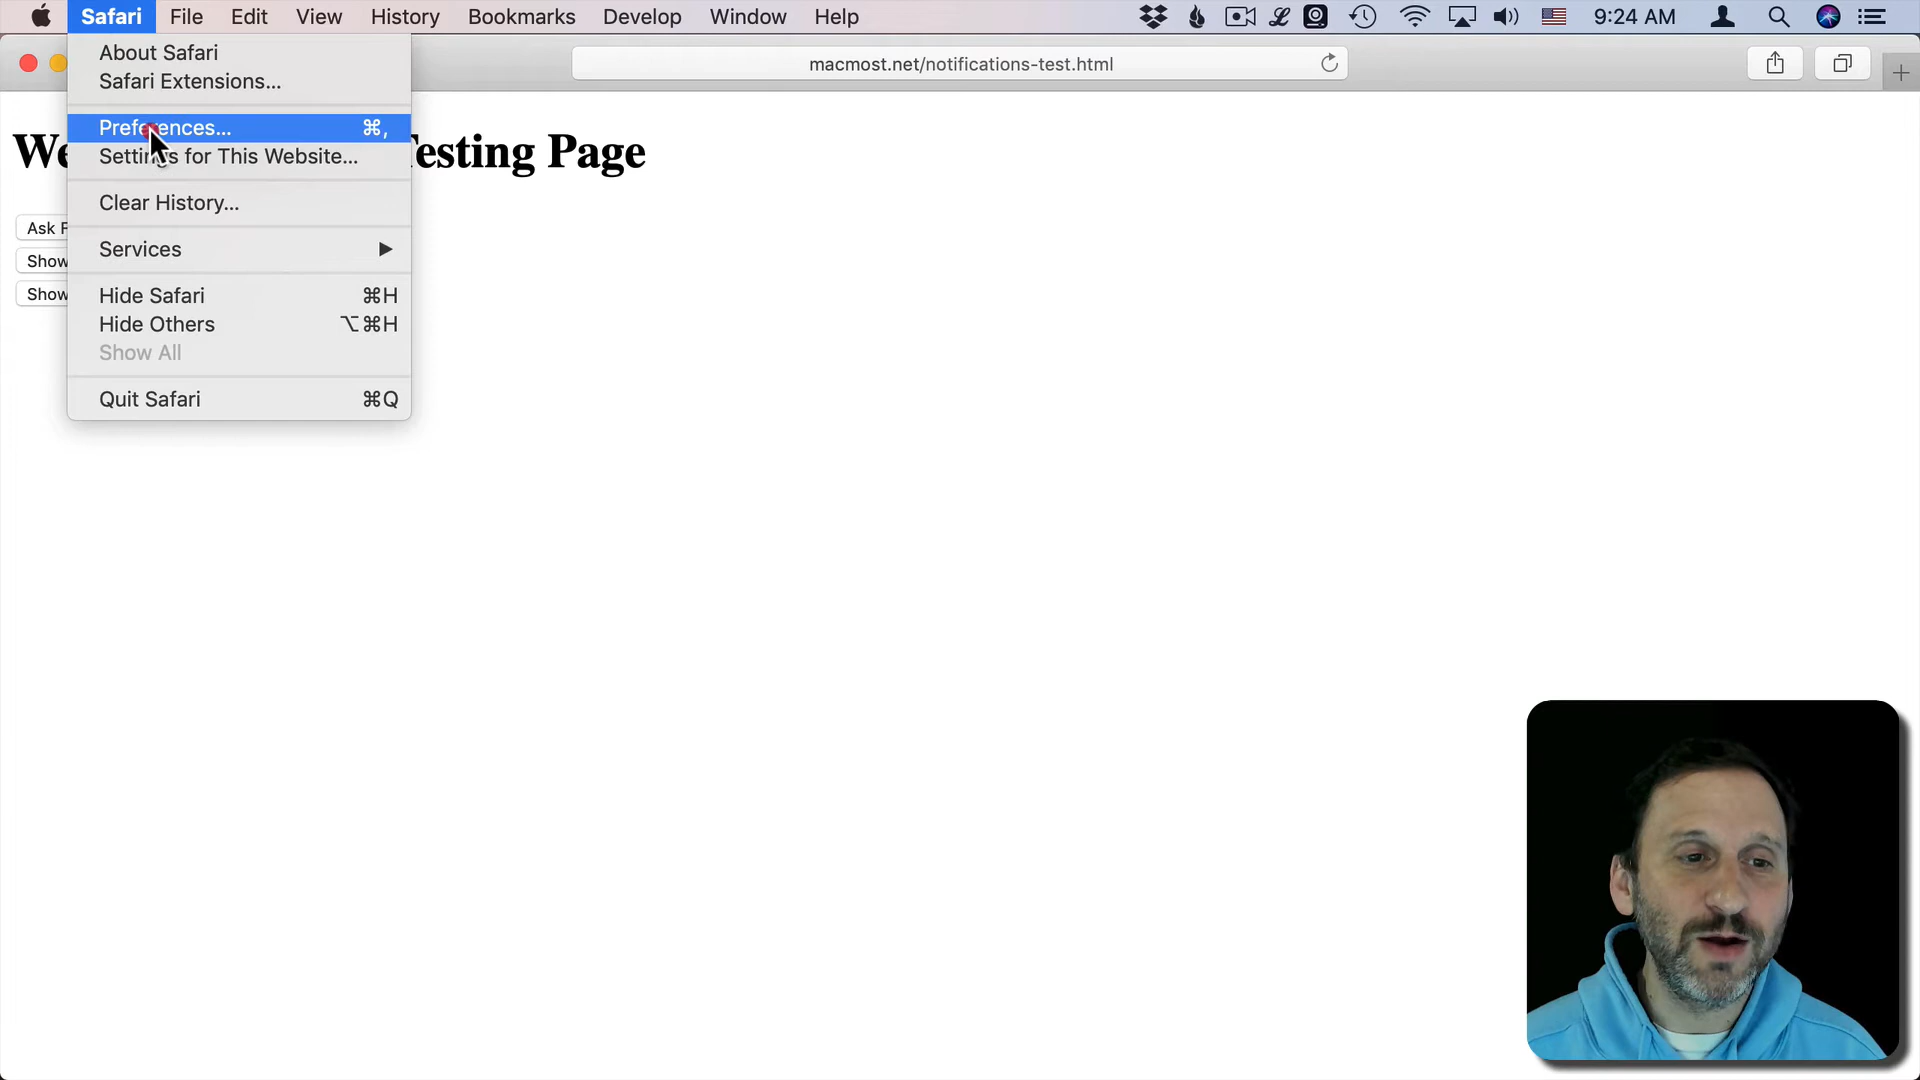 Safari File Edit View History Bookmarks Develop Window Help 9:24 AM
macmost.net/notifications-test.html
About Safari
Safari Extensions...
Preferences... ⌘,
Settings for This Website...
Clear History...
Services ▶
Hide Safari ⌘H
Hide Others ⌥⌘H
Show All
Quit Safari ⌘Q
Testing Page
Ask
Show
Show